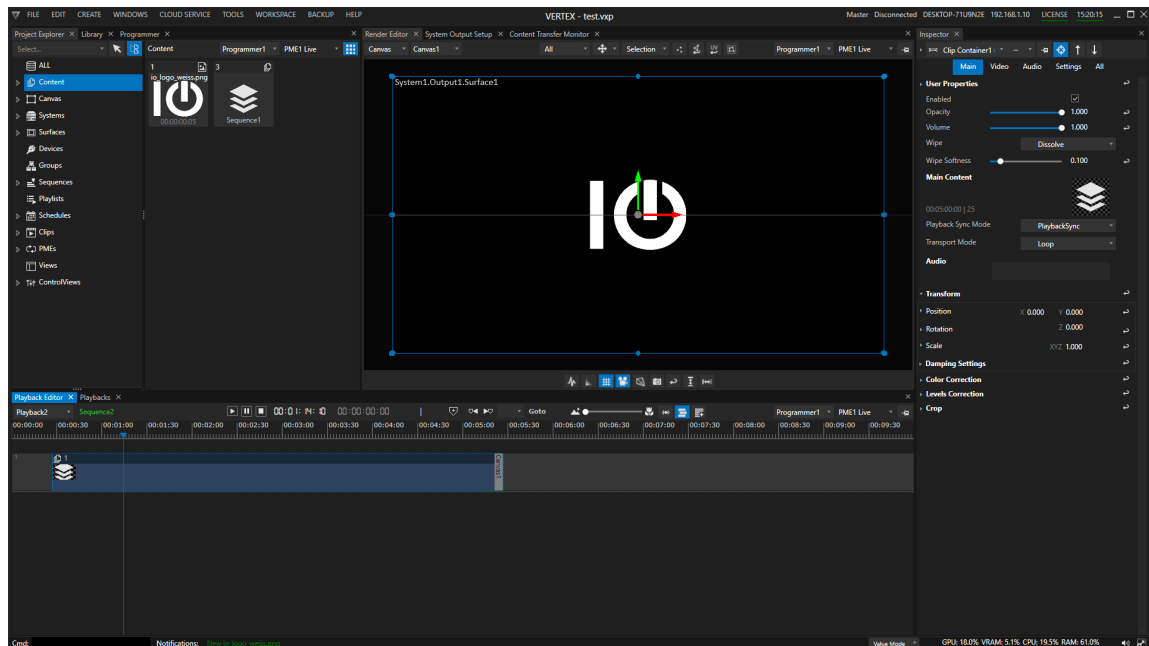 FILE EDIT CREATE WINDOWS CLOUD SERVICE TOOLS WORKSPACE BACKUP HELP
VERTEX - test.vxp
Master Disconnected DESKTOP-71U9N2E 192.168.1.10 LICENSE 15:20:15
Project Explorer Library Programmer
Select...
ALL
Content
Canvas
Systems
Surfaces
Devices
Groups
Sequences
Playlists
Schedules
Clips
PMEs
Views
ControlViews
Content Programmer1 PME1 Live
1 3
io_logo_weiss.png
00:00:00:05
Sequence1
Render Editor System Output Setup Content Transfer Monitor
Canvas Canvas1 All Selection Programmer1 PME1 Live
System1.Output1.Surface1
IO
Inspector
Clip Container1
Main Video Audio Settings All
User Properties
Enabled
Opacity 1.000
Volume 1.000
Wipe Dissolve
Wipe Softness 0.100
Main Content
00:05:00:00 | 25
Playback Sync Mode PlaybackSync
Transport Mode Loop
Audio
Transform
Position X 0.000 Y 0.000
Z 0.000
Rotation
Scale XYZ 1.000
Damping Settings
Color Correction
Levels Correction
Crop
Playback Editor Playbacks
Playback2 Sequence2 00:00:00:00 Goto Programmer1 PME1 Live
00:00:00 00:00:30 00:01:00 00:01:30 00:02:00 00:02:30 00:03:00 00:03:30 00:04:00 00:04:30 00:05:00 00:05:30 00:06:00 00:06:30 00:07:00 00:07:30 00:08:00 00:08:30 00:09:00 00:09:30
1 1
Canvas1
Cmd: Notifications: New io_logo_weiss.png
Value Mode GPU: 18.0% VRAM: 5.1% CPU: 19.5% RAM: 61.0%